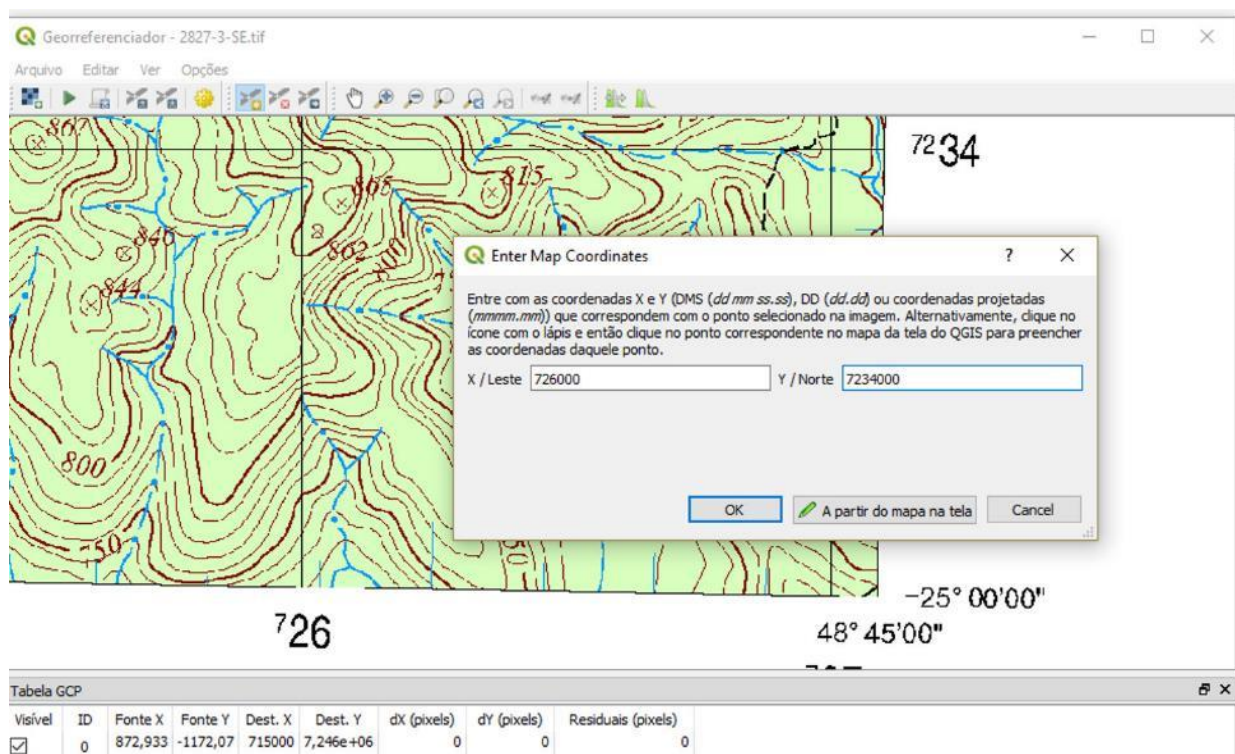 Georreferenciador - 2827-3-SE.tif
Arquivo Editar Ver Opções
867
865
815
7234
846
862
800
844
Enter Map Coordinates
Entre com as coordenadas X e Y (DMS (dd mm ss.ss), DD (dd.dd) ou coordenadas projetadas
(mmmm.mm)) que correspondem com o ponto selecionado na imagem. Alternativamente, clique no
ícone com o lápis e então clique no ponto correspondente no mapa da tela do QGIS para preencher
as coordenadas daquele ponto.
X / Leste 726000 Y / Norte 7234000
800
OK A partir do mapa na tela Cancel
750
50
-25° 00'00"
726
48° 45'00"
Tabela GCP
Visível ID Fonte X Fonte Y Dest. X Dest. Y dX (pixels) dY (pixels) Residuais (pixels)
0 872,933 -1172,07 715000 7,246e+06 0 0 0